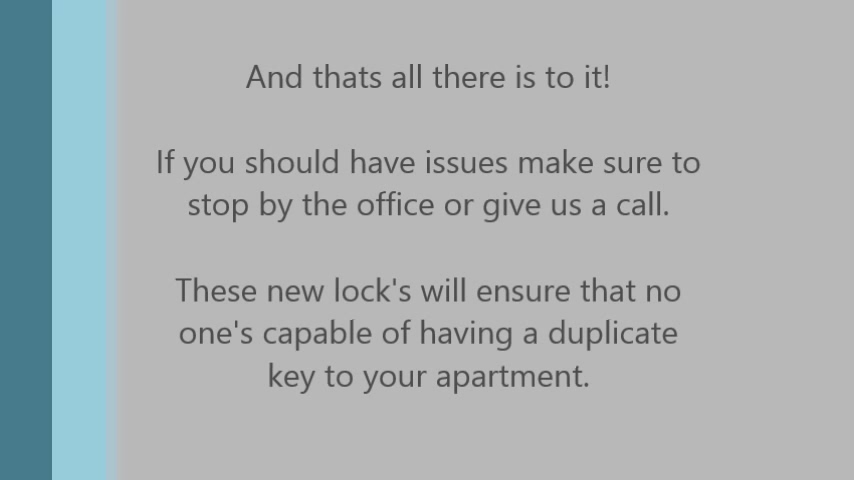 And thats all there is to it!
If you should have issues make sure to
stop by the office or give us a call.
These new lock's will ensure that no
one's capable of having a duplicate
key to your apartment.